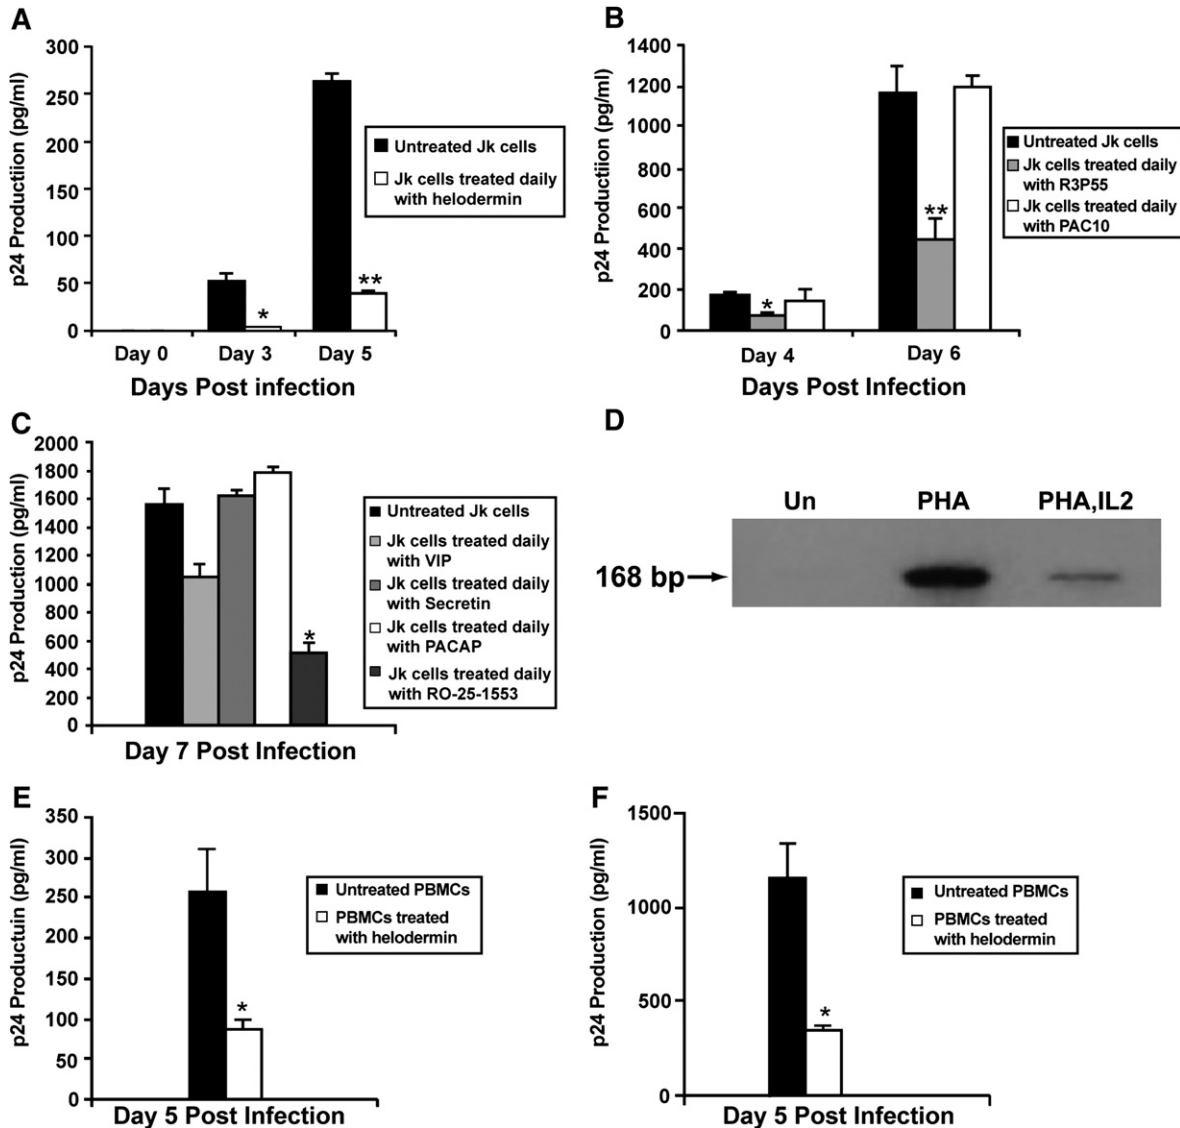 A
p24 Production (pg/ml)
300
250
200
150
100
50
0
*
**
Day 0
Day 3
Day 5
Days Post infection
Untreated Jk cells
Jk cells treated daily
with helodermin
B
p24 Productiion (pg/ml)
1400
1200
1000
800
600
400
200
0
*
**
Day 4
Day 6
Days Post Infection
Untreated Jk cells
Jk cells treated daily
with R3P55
Jk cells treated daily
with PAC10
C
p24 Production (pg/ml)
2000
1800
1600
1400
1200
1000
800
600
400
200
0
*
Day 7 Post Infection
Untreated Jk cells
Jk cells treated daily
with VIP
Jk cells treated daily
with Secretin
Jk cells treated daily
with PACAP
Jk cells treated daily
with RO-25-1553
D
Un PHA PHA,IL2
168 bp
E
p24 Productuin (pg/ml)
350
300
250
200
150
100
50
0
*
Day 5 Post Infection
Untreated PBMCs
PBMCs treated
with helodermin
F
p24 Production (pg/ml)
1500
1000
500
0
*
Day 5 Post Infection
Untreated PBMCs
PBMCs treated
with helodermin